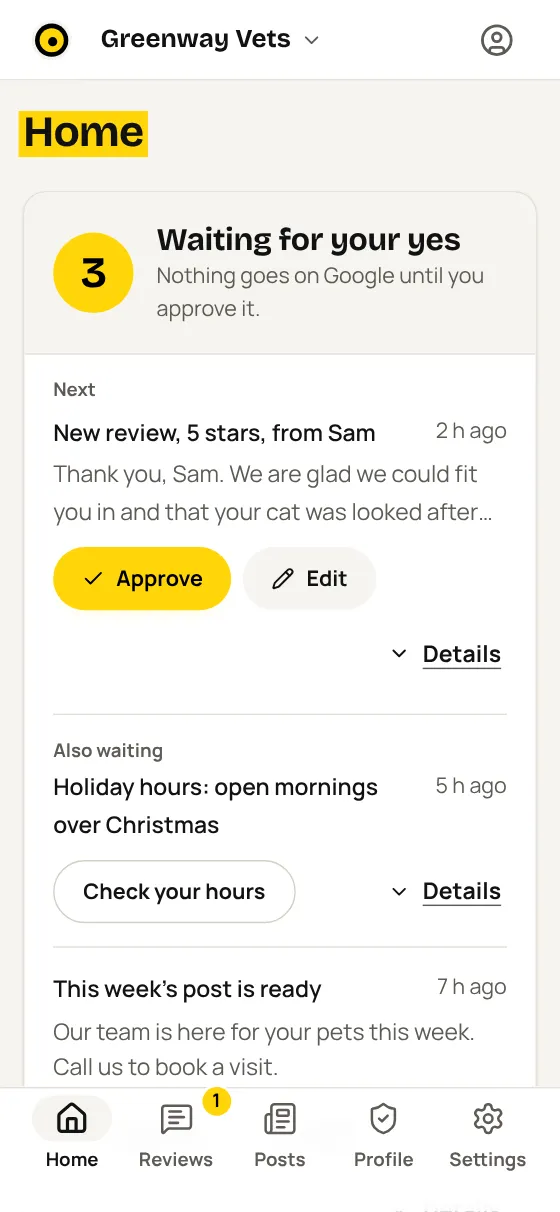 Greenway Vets
Home
3
Waiting for your yes
Nothing goes on Google until you
approve it.
Next
New review, 5 stars, from Sam
2 h ago
Thank you, Sam. We are glad we could fit
you in and that your cat was looked after…
Approve
Edit
Details
Also waiting
Holiday hours: open mornings
over Christmas
5 h ago
Check your hours
Details
This week’s post is ready
7 h ago
Our team is here for your pets this week.
Call us to book a visit.
1
Home
Reviews
Posts
Profile
Settings